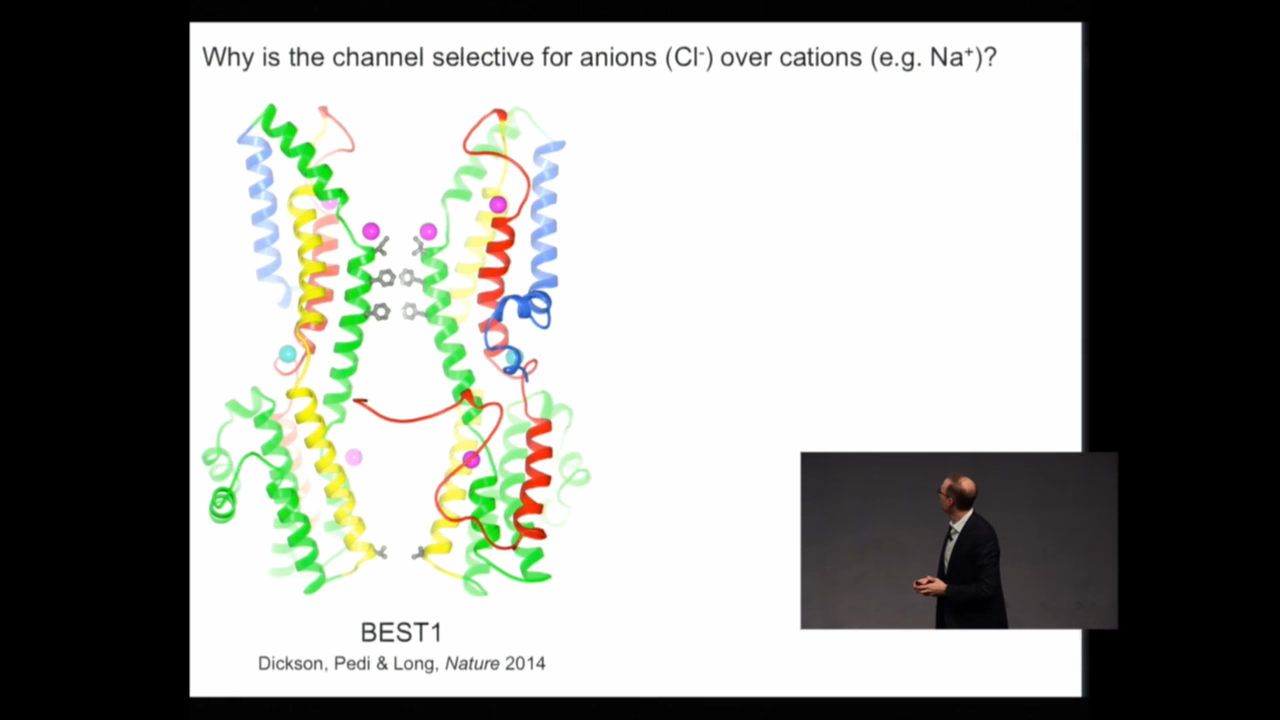 Why is the channel selective for anions (Cl⁻) over cations (e.g. Na⁺)?
BEST1
Dickson, Pedi & Long, Nature 2014